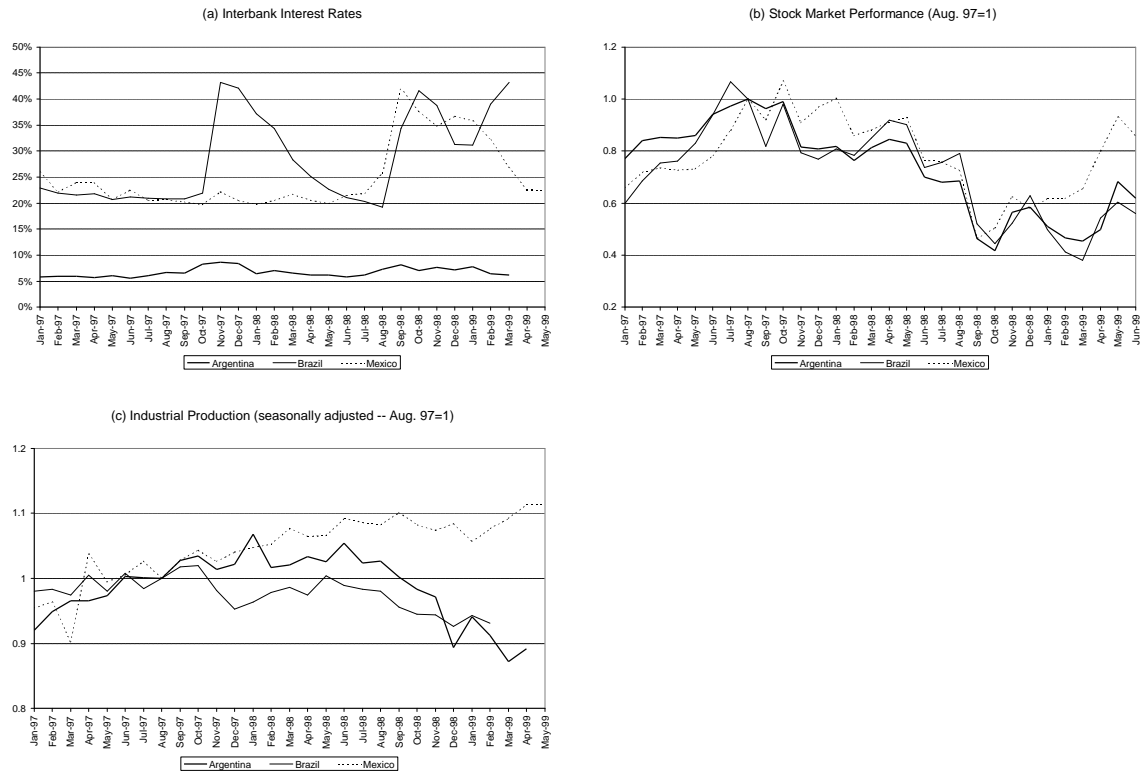 (a) Interbank Interest Rates
50%
45%
40%
35%
30%
25%
20%
15%
10%
5%
0%
Jan-97
Feb-97
Mar-97
Apr-97
May-97
Jun-97
Jul-97
Aug-97
Sep-97
Oct-97
Nov-97
Dec-97
Jan-98
Feb-98
Mar-98
Apr-98
May-98
Jun-98
Jul-98
Aug-98
Sep-98
Oct-98
Nov-98
Dec-98
Jan-99
Feb-99
Mar-99
Apr-99
May-99
Argentina Brazil Mexico
(b) Stock Market Performance (Aug. 97=1)
1.2
1.0
0.8
0.6
0.4
0.2
Jan-97
Feb-97
Mar-97
Apr-97
May-97
Jun-97
Jul-97
Aug-97
Sep-97
Oct-97
Nov-97
Dec-97
Jan-98
Feb-98
Mar-98
Apr-98
May-98
Jun-98
Jul-98
Aug-98
Sep-98
Oct-98
Nov-98
Dec-98
Jan-99
Feb-99
Mar-99
Apr-99
May-99
Jun-99
Argentina Brazil Mexico
(c) Industrial Production (seasonally adjusted -- Aug. 97=1)
1.2
1.1
1
0.9
0.8
Jan-97
Feb-97
Mar-97
Apr-97
May-97
Jun-97
Jul-97
Aug-97
Sep-97
Oct-97
Nov-97
Dec-97
Jan-98
Feb-98
Mar-98
Apr-98
May-98
Jun-98
Jul-98
Aug-98
Sep-98
Oct-98
Nov-98
Dec-98
Jan-99
Feb-99
Mar-99
Apr-99
May-99
Argentina Brazil Mexico